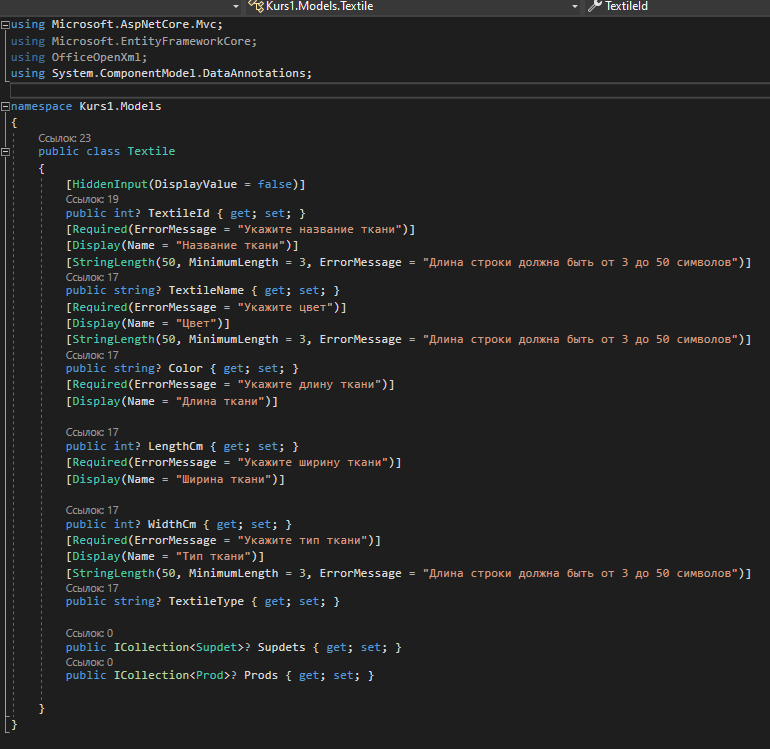 Kurs1.Models.Textile TextileId
using Microsoft.AspNetCore.Mvc;
using Microsoft.EntityFrameworkCore;
using OfficeOpenXml;
using System.ComponentModel.DataAnnotations;
namespace Kurs1.Models
{
Ссылок: 23
public class Textile
{
[HiddenInput(DisplayValue = false)]
Ссылок: 19
public int? TextileId { get; set; }
[Required(ErrorMessage = "Укажите название ткани")]
[Display(Name = "Название ткани")]
[StringLength(50, MinimumLength = 3, ErrorMessage = "Длина строки должна быть от 3 до 50 символов")]
Ссылок: 17
public string? TextileName { get; set; }
[Required(ErrorMessage = "Укажите цвет")]
[Display(Name = "Цвет")]
[StringLength(50, MinimumLength = 3, ErrorMessage = "Длина строки должна быть от 3 до 50 символов")]
Ссылок: 17
public string? Color { get; set; }
[Required(ErrorMessage = "Укажите длину ткани")]
[Display(Name = "Длина ткани")]
Ссылок: 17
public int? LengthCm { get; set; }
[Required(ErrorMessage = "Укажите ширину ткани")]
[Display(Name = "Ширина ткани")]
Ссылок: 17
public int? WidthCm { get; set; }
[Required(ErrorMessage = "Укажите тип ткани")]
[Display(Name = "Тип ткани")]
[StringLength(50, MinimumLength = 3, ErrorMessage = "Длина строки должна быть от 3 до 50 символов")]
Ссылок: 17
public string? TextileType { get; set; }
Ссылок: 0
public ICollection<Supdet>? Supdets { get; set; }
Ссылок: 0
public ICollection<Prod>? Prods { get; set; }
}
}